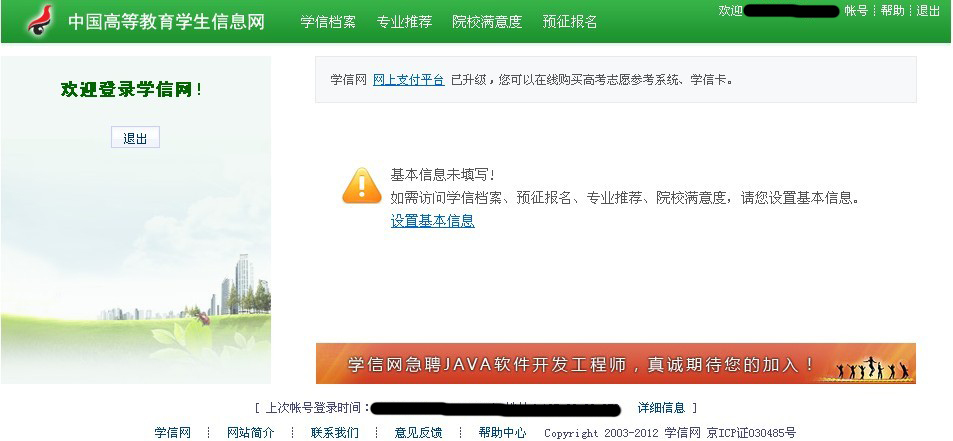 中国高等教育学生信息网 学信档案 专业推荐 院校满意度 预征报名 欢迎 帐号 | 帮助 | 退出
欢迎登录学信网!
退出
学信网 网上支付平台 已升级，您可以在线购买高考志愿参考系统、学信卡。
基本信息未填写!
如需访问学信档案、预征报名、专业推荐、院校满意度，请您设置基本信息。
设置基本信息
学信网急聘JAVA软件开发工程师，真诚期待您的加入！
[ 上次帐号登录时间： 详细信息 ]
学信网 | 网站简介 | 联系我们 | 意见反馈 | 帮助中心 Copyright 2003-2012 学信网 京ICP证030485号